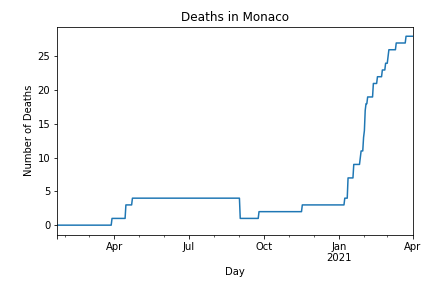 Deaths in Monaco
Number of Deaths
25
20
15
10
5
0
Apr
Jul
Oct
Jan
2021
Apr
Day